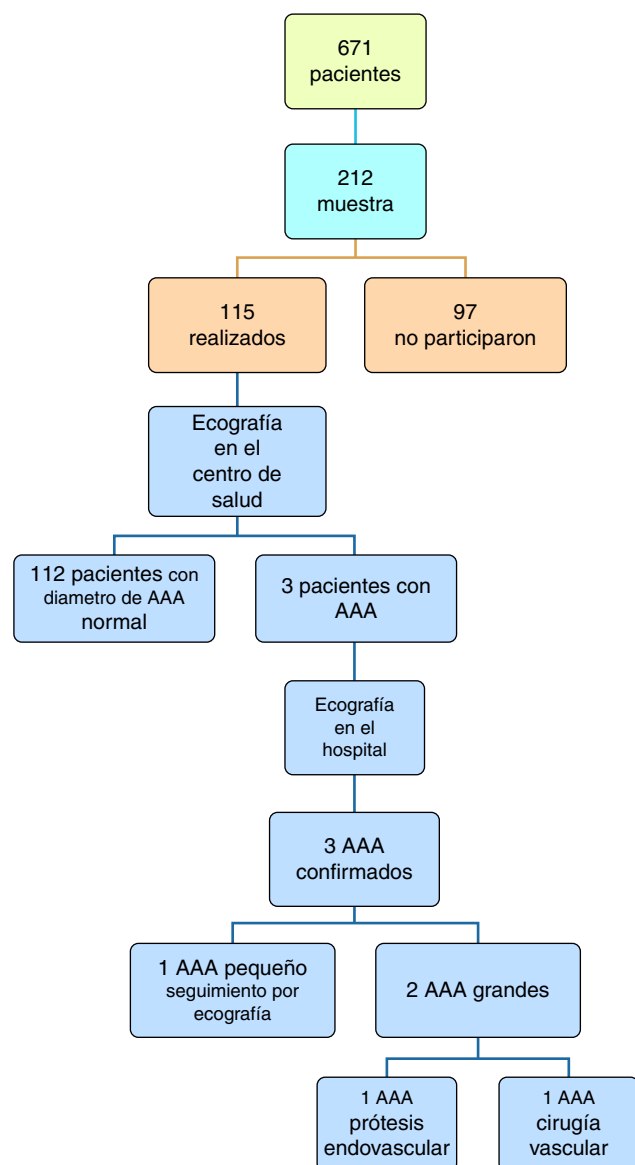 671
pacientes
212
muestra
115
realizados
97
no participaron
Ecografía
en el
centro de
salud
112 pacientes con
diametro de AAA
normal
3 pacientes con
AAA
Ecografía
en el
hospital
3 AAA
confirmados
1 AAA pequeño
seguimiento por
ecografía
2 AAA grandes
1 AAA
prótesis
endovascular
1 AAA
cirugía
vascular